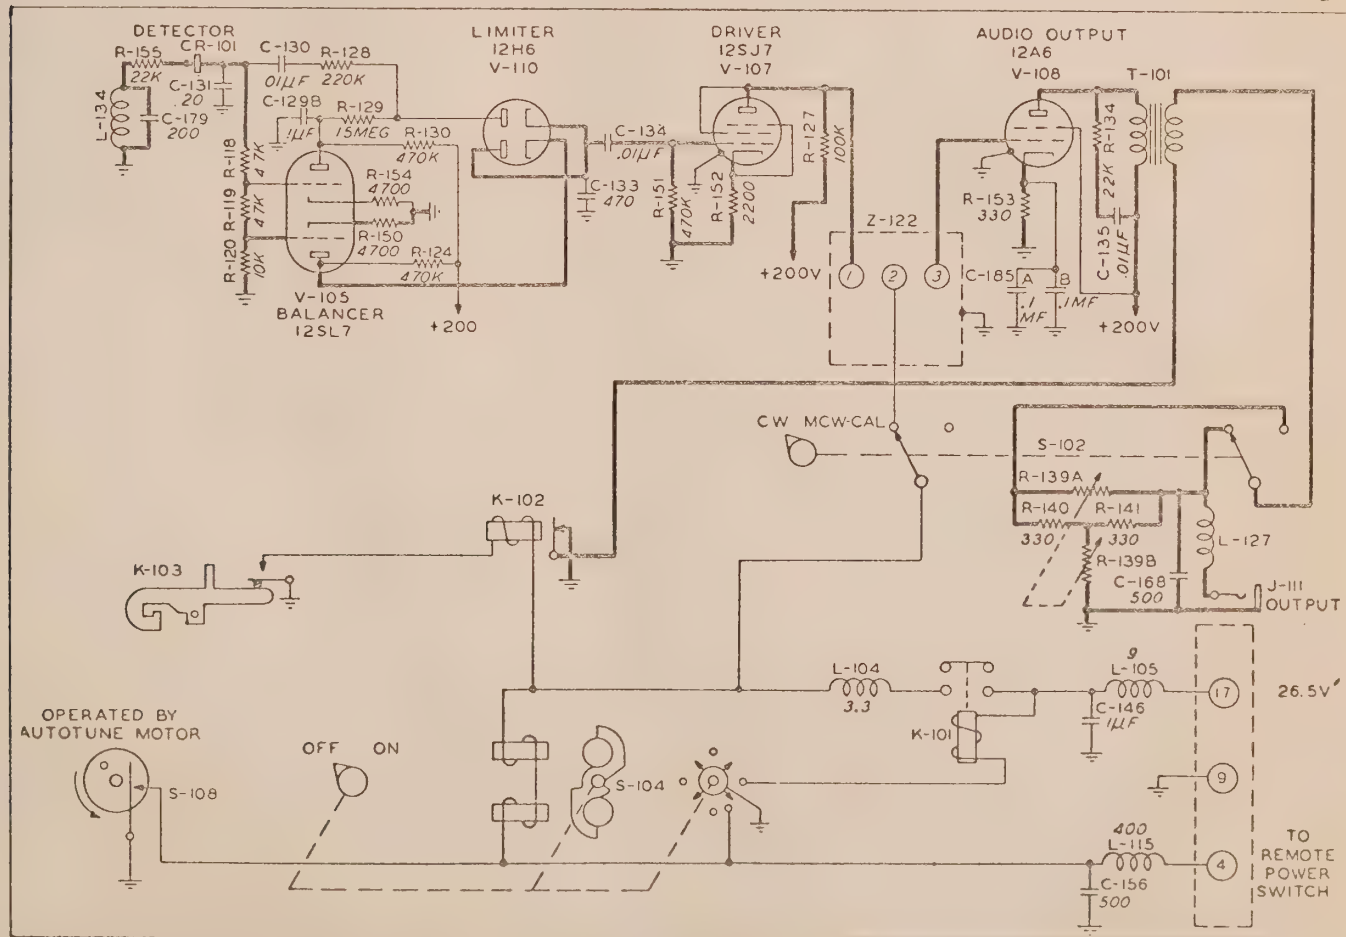 DETECTOR
CR-101
R-155
22K
C-131
.20
L-134
C-179
200
C-130
.01µF
R-128
220K
C-129B
.1µF
R-129
15MEG
R-130
470K
R-118
47K
R-119
47K
R-120
10K
R-154
4700
R-150
4700
R-124
470K
V-105
BALANCER
12SL7
+200
LIMITER
12H6
V-110
C-134
.01µF
C-133
470
R-151
470K
R-152
2200
DRIVER
12SJ7
V-107
R-127
100K
+200V
Z-122
1
2
3
AUDIO OUTPUT
12A6
V-108
T-101
R-134
22K
R-153
330
C-135
.01µF
C-185
A
B
.1
MF
.1MF
+200V
CW MCW-CAL
S-102
R-139A
R-140
330
R-141
330
R-139B
C-168
500
L-127
J-111
OUTPUT
K-102
K-103
L-104
3.3
K-101
9
L-105
C-146
1µF
17
26.5V
9
OPERATED BY
AUTOTUNE MOTOR
S-108
OFF ON
S-104
400
L-115
C-156
500
4
TO
REMOTE
POWER
SWITCH